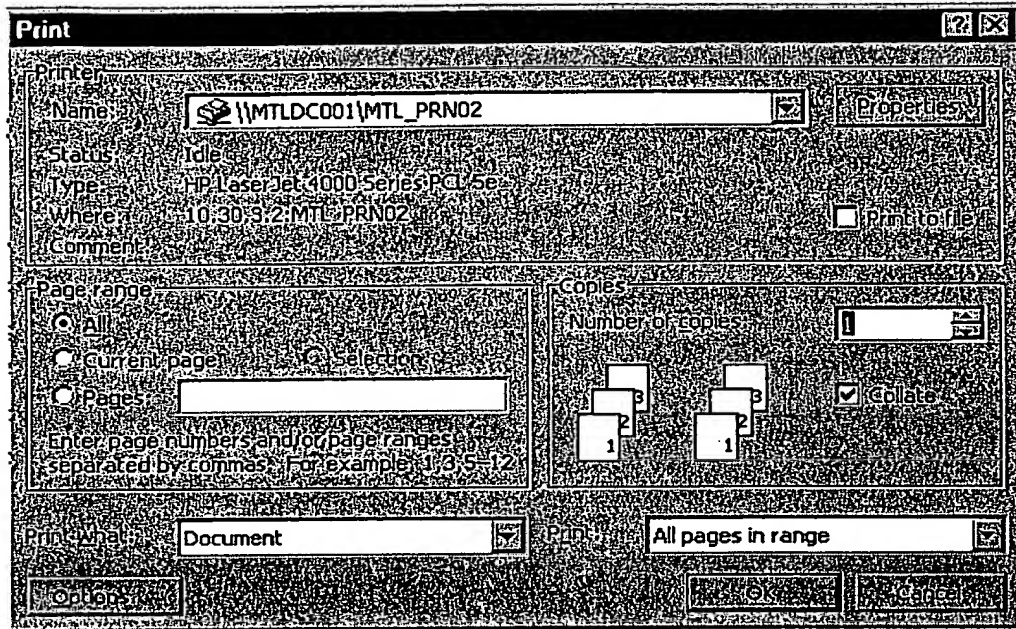 Print
Printer
Name: \\MTLDC001\MTL_PRN02 Properties
Status: Idle
Type: HP LaserJet 4000 Series PCL 5e
Where: 10.30.3.2:MTL_PRN02 Print to file
Comment:
Page range
All
Current page Selection
Pages:
Enter page numbers and/or page ranges
separated by commas. For example, 1,3,5-12
Copies
Number of copies: 1
3 3
2 2
1 1
Collate
Print what: Document
Print: All pages in range
Options... OK Cancel